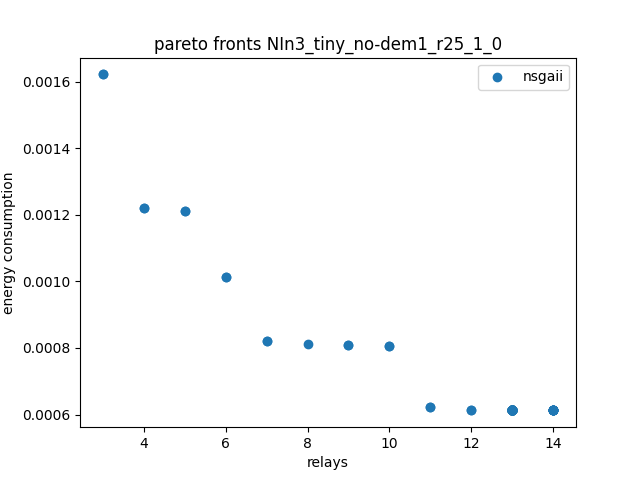 pareto fronts NIn3_tiny_no-dem1_r25_1_0
nsgaii
0.0016
0.0014
0.0012
0.0010
0.0008
0.0006
energy consumption
4 6 8 10 12 14
relays